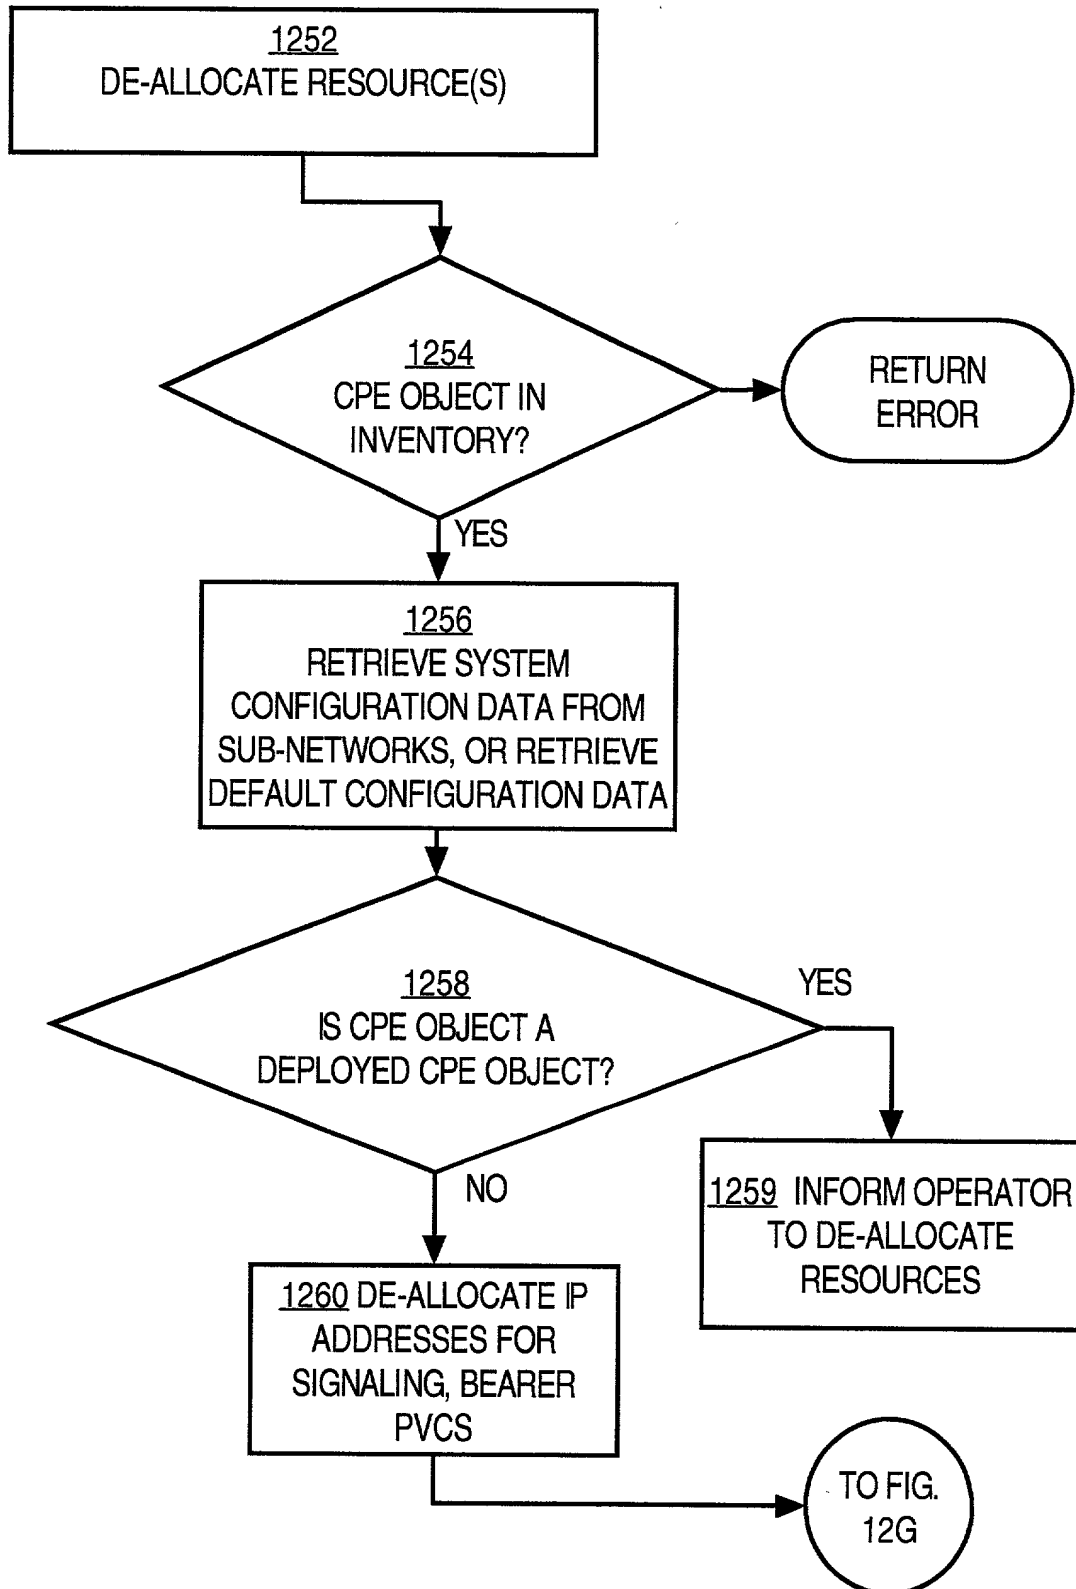 1252
DE-ALLOCATE RESOURCE(S)
1254
CPE OBJECT IN
INVENTORY?
RETURN
ERROR
YES
1256
RETRIEVE SYSTEM
CONFIGURATION DATA FROM
SUB-NETWORKS, OR RETRIEVE
DEFAULT CONFIGURATION DATA
1258
IS CPE OBJECT A
DEPLOYED CPE OBJECT?
YES
NO
1259 INFORM OPERATOR
TO DE-ALLOCATE
RESOURCES
1260 DE-ALLOCATE IP
ADDRESSES FOR
SIGNALING, BEARER
PVCS
TO FIG.
12G